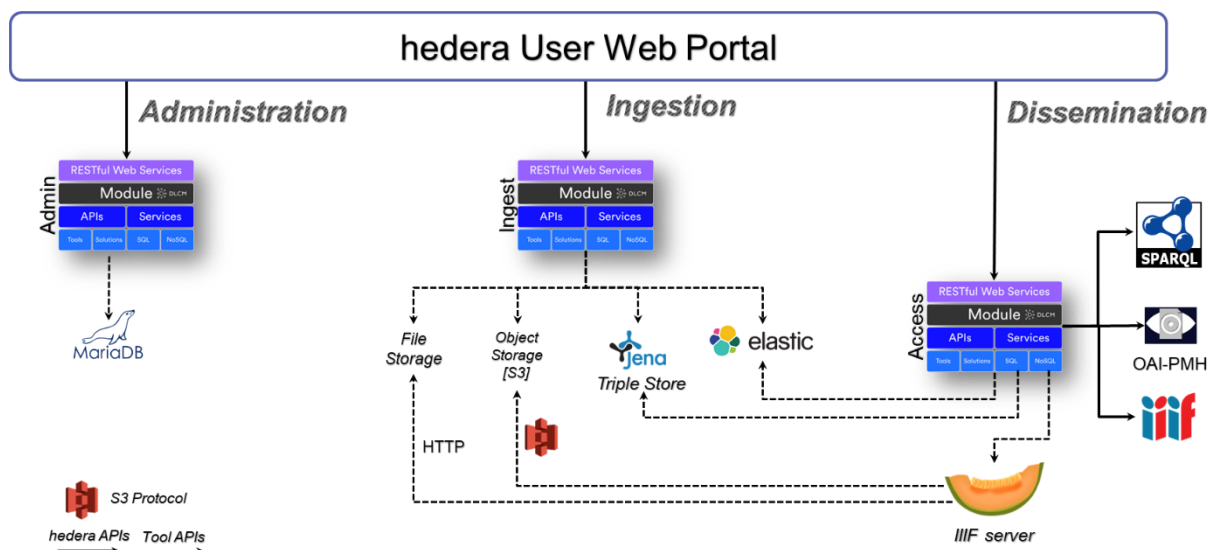 hedera User Web Portal
Administration
Ingestion
Dissemination
Admin
RESTful Web Services
Module DLCM
APIs Services
Tools Solutions SQL NoSQL
MariaDB
Ingest
RESTful Web Services
Module DLCM
APIs Services
Tools Solutions SQL NoSQL
File
Storage
Object
Storage
[S3]
Jena
Triple Store
elastic
Access
RESTful Web Services
Module DLCM
APIs Services
Tools Solutions SQL NoSQL
SPARQL
OAI-PMH
iiif
HTTP
IIIF server
S3 Protocol
hedera APIs Tool APIs